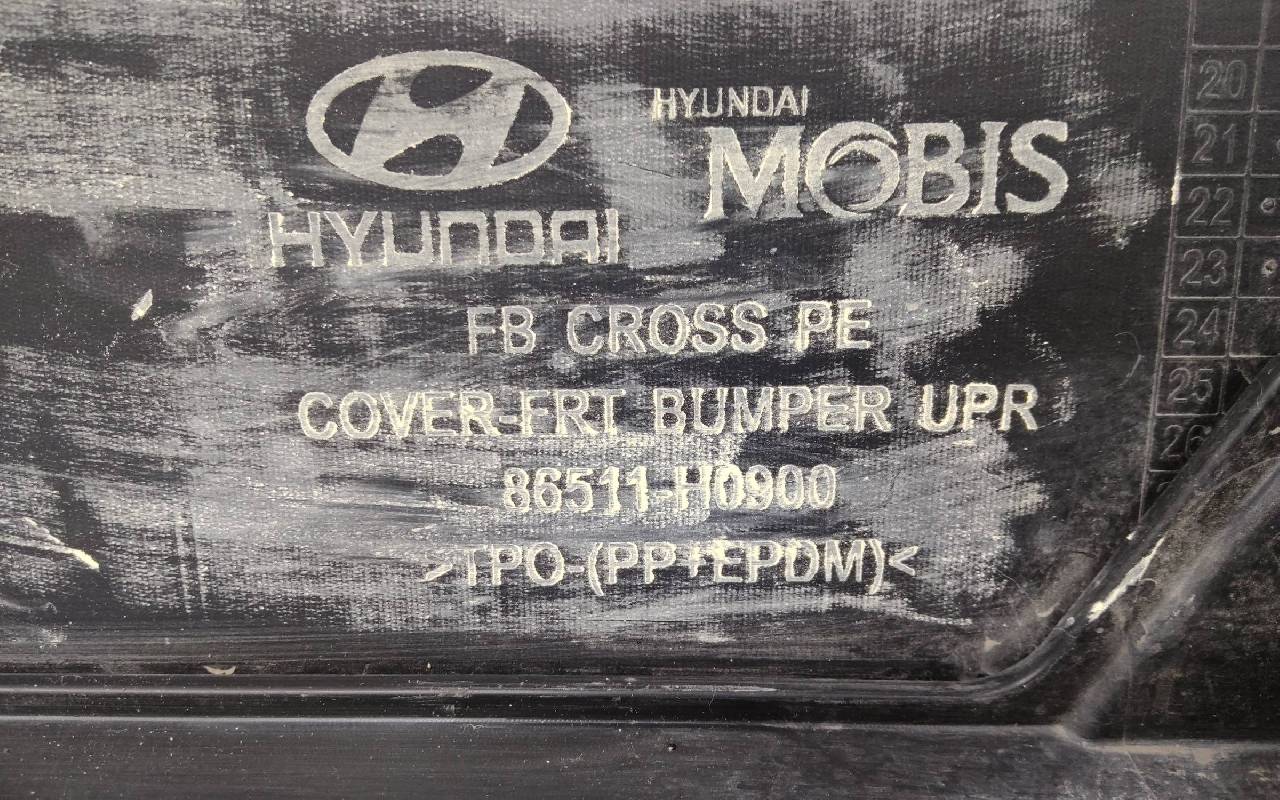 HYUNDAI
MOBIS
HYUNDAI
FB CROSS PE
COVER-FRT BUMPER UPR
86511-H0900
>TPO-(PP+EPDM)<
20
21
22
23
24
25
26